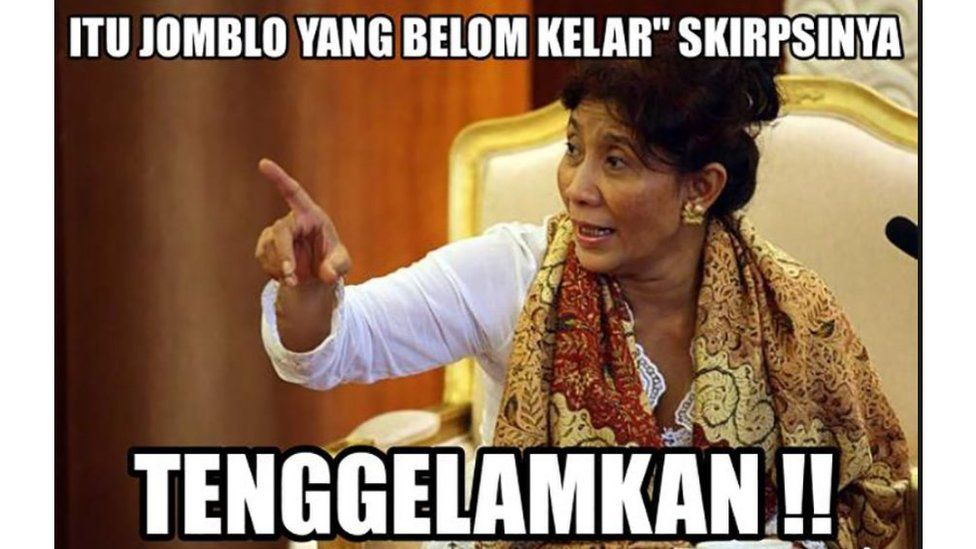 ITU JOMBLO YANG BELOM KELAR" SKIRPSINYA
TENGGELAMKAN !!